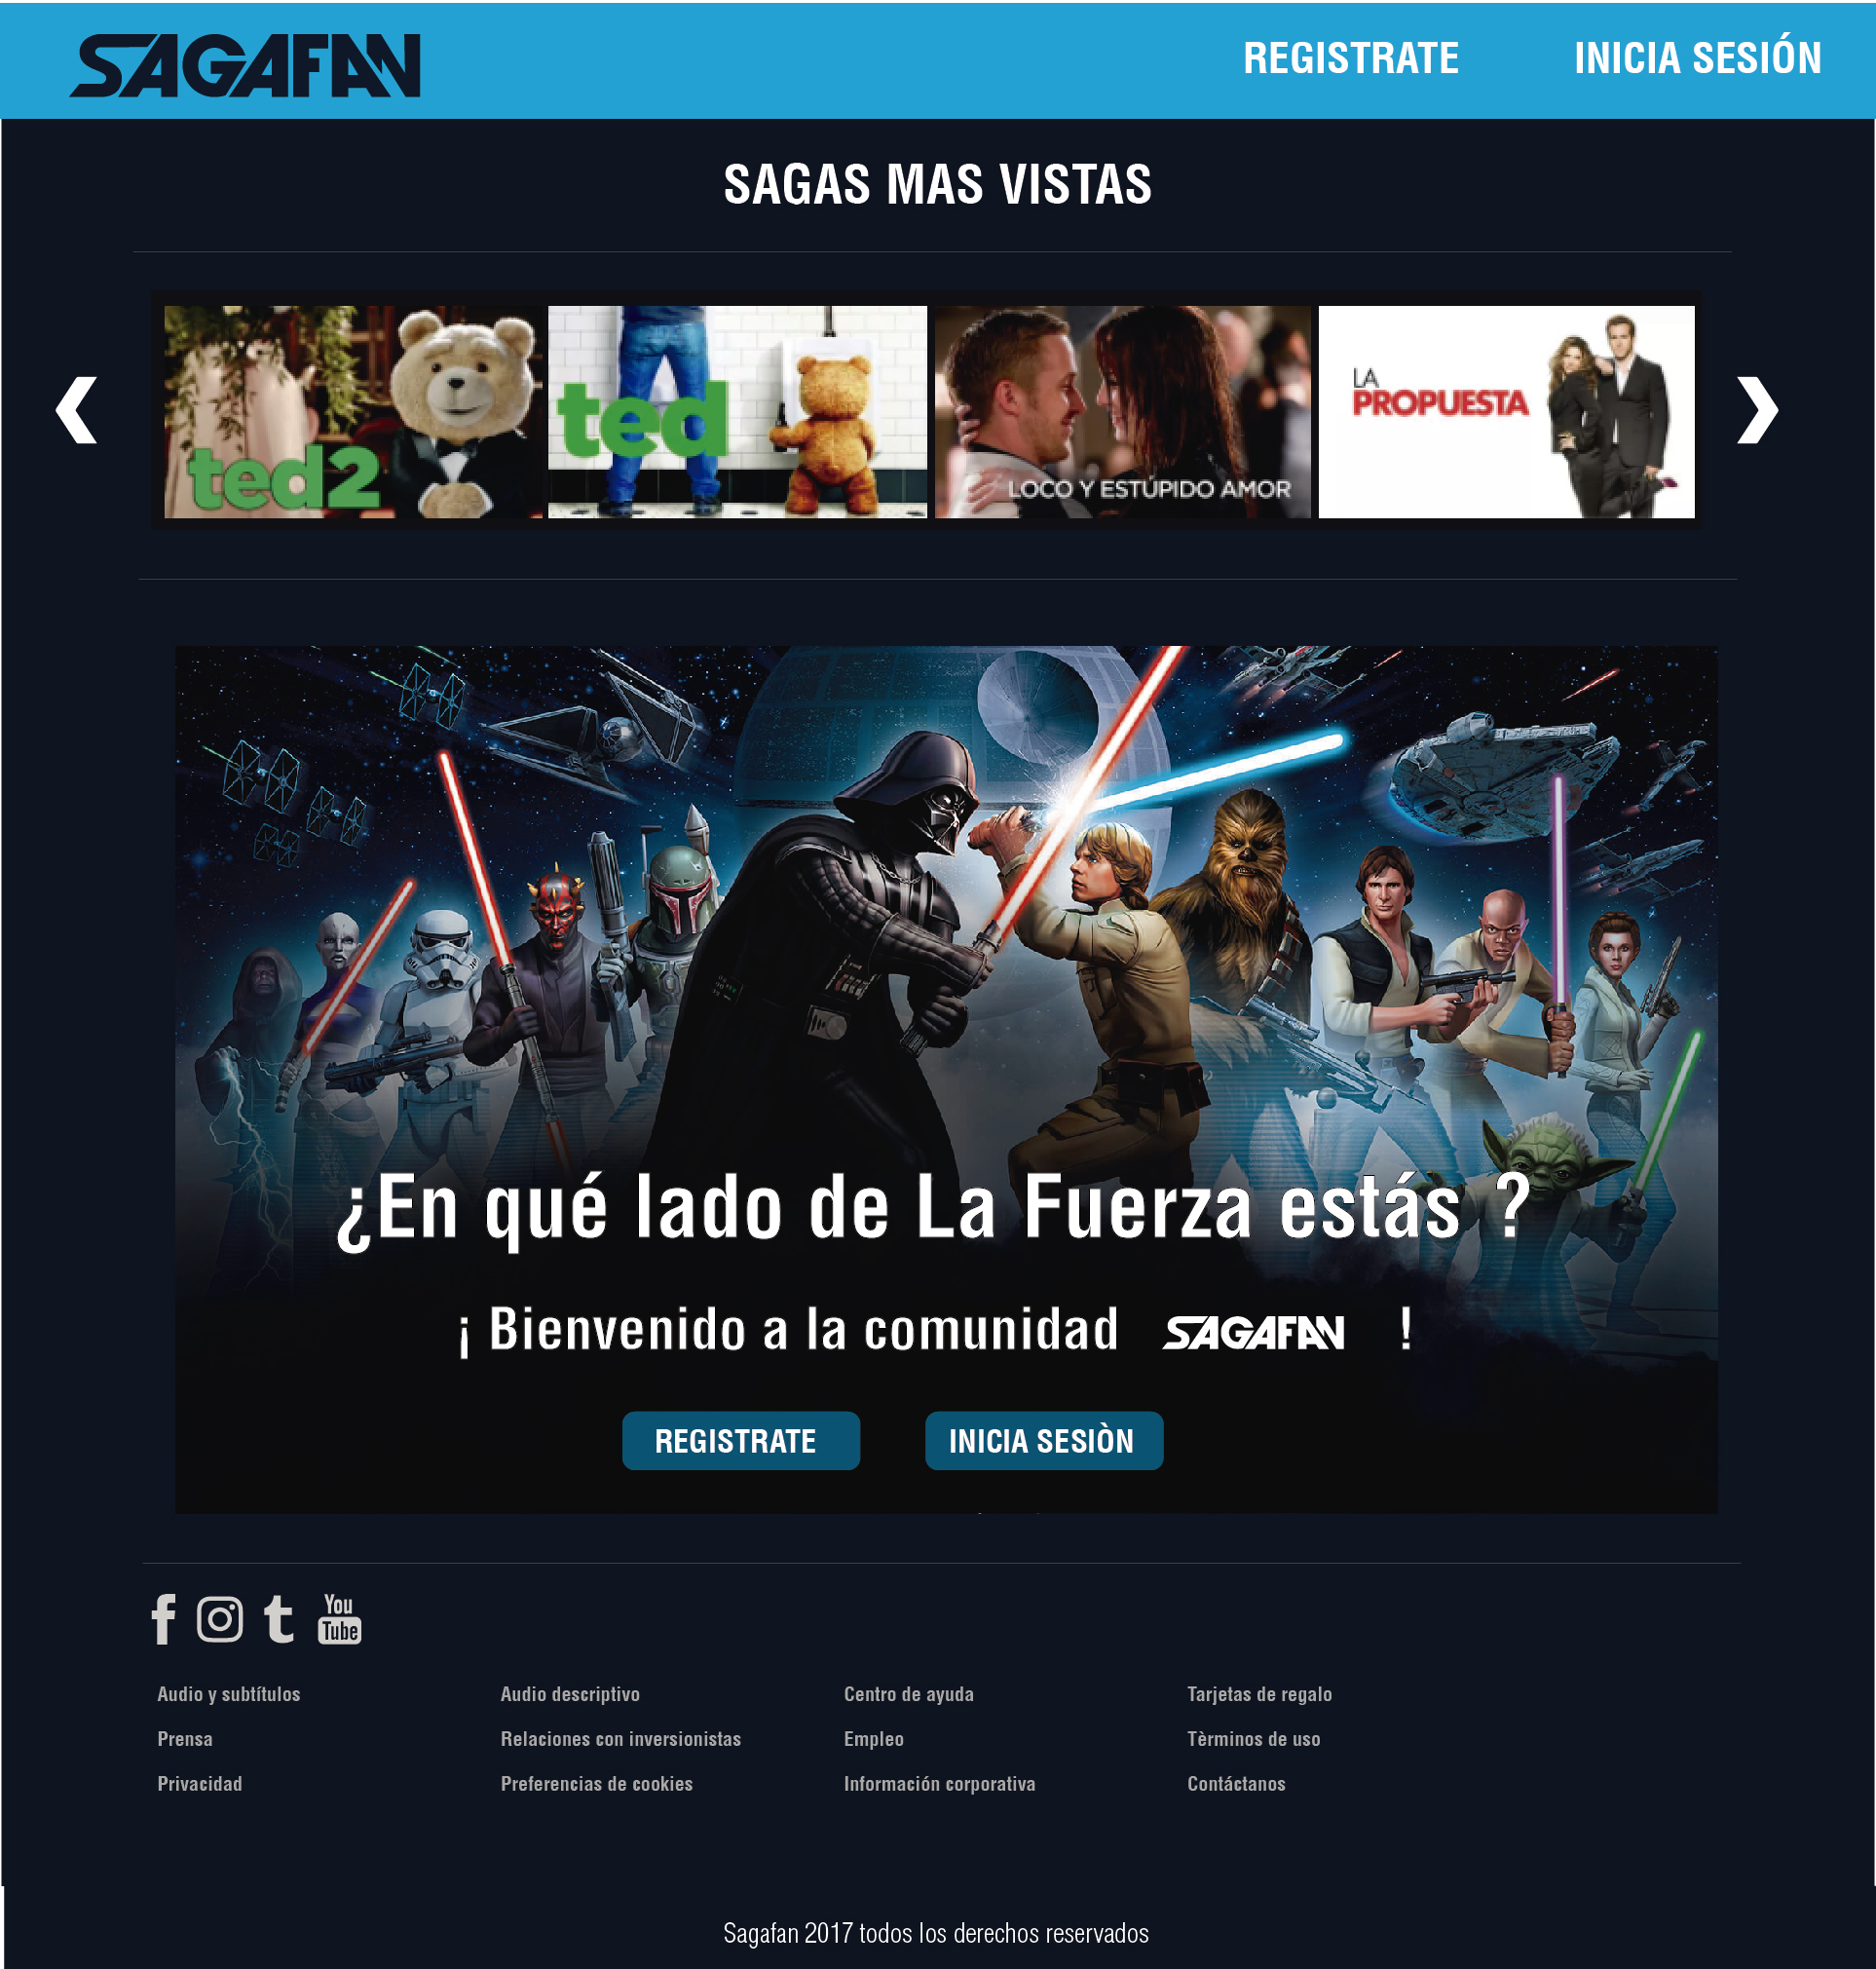 SAGAFAN
REGISTRATE
INICIA SESIÓN
SAGAS MAS VISTAS
ted2
ted
LOCO Y ESTÚPIDO AMOR
LA
PROPUESTA
¿En qué lado de La Fuerza estás ?
¡ Bienvenido a la comunidad SAGAFAN !
REGISTRATE
INICIA SESIÒN
You
Tube
Audio y subtítulos
Audio descriptivo
Centro de ayuda
Tarjetas de regalo
Prensa
Relaciones con inversionistas
Empleo
Tèrminos de uso
Privacidad
Preferencias de cookies
Información corporativa
Contáctanos
Sagafan 2017 todos los derechos reservados